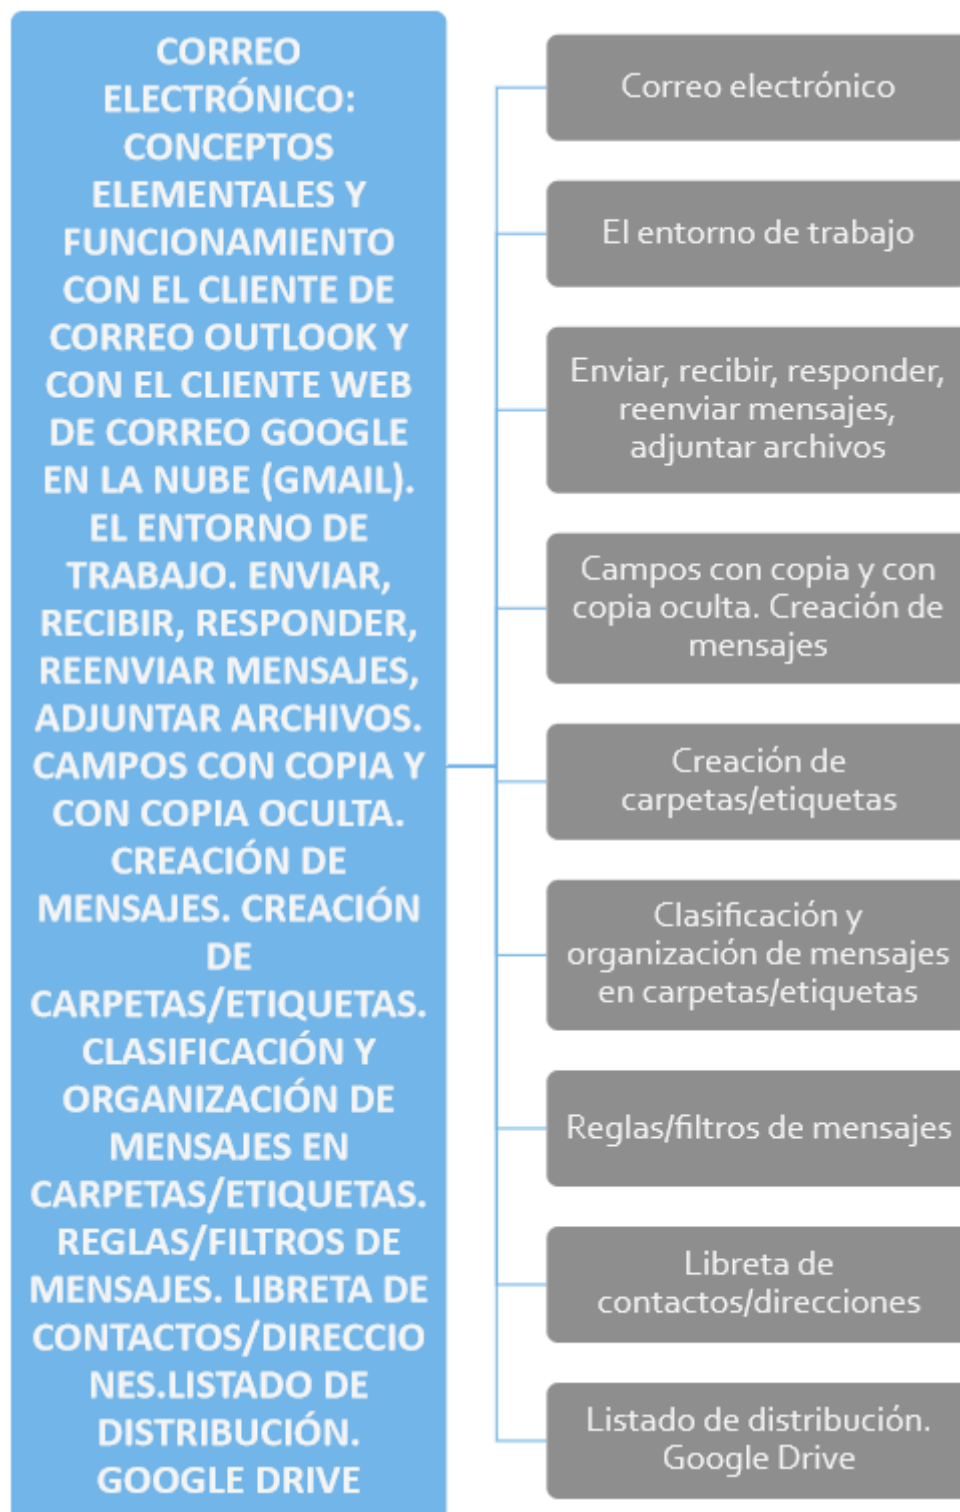 CORREO
ELECTRÓNICO:
CONCEPTOS
ELEMENTALES Y
FUNCIONAMIENTO
CON EL CLIENTE DE
CORREO OUTLOOK Y
CON EL CLIENTE WEB
DE CORREO GOOGLE
EN LA NUBE (GMAIL).
EL ENTORNO DE
TRABAJO. ENVIAR,
RECIBIR, RESPONDER,
REENVIAR MENSAJES,
ADJUNTAR ARCHIVOS.
CAMPOS CON COPIA Y
CON COPIA OCULTA.
CREACIÓN DE
MENSAJES. CREACIÓN
DE
CARPETAS/ETIQUETAS.
CLASIFICACIÓN Y
ORGANIZACIÓN DE
MENSAJES EN
CARPETAS/ETIQUETAS.
REGLAS/FILTROS DE
MENSAJES. LIBRETA DE
CONTACTOS/DIRECCIO
NES.LISTADO DE
DISTRIBUCIÓN.
GOOGLE DRIVE
Correo electrónico
El entorno de trabajo
Enviar, recibir, responder,
reenviar mensajes,
adjuntar archivos
Campos con copia y con
copia oculta. Creación de
mensajes
Creación de
carpetas/etiquetas
Clasificación y
organización de mensajes
en carpetas/etiquetas
Reglas/filtros de mensajes
Libreta de
contactos/direcciones
Listado de distribución.
Google Drive